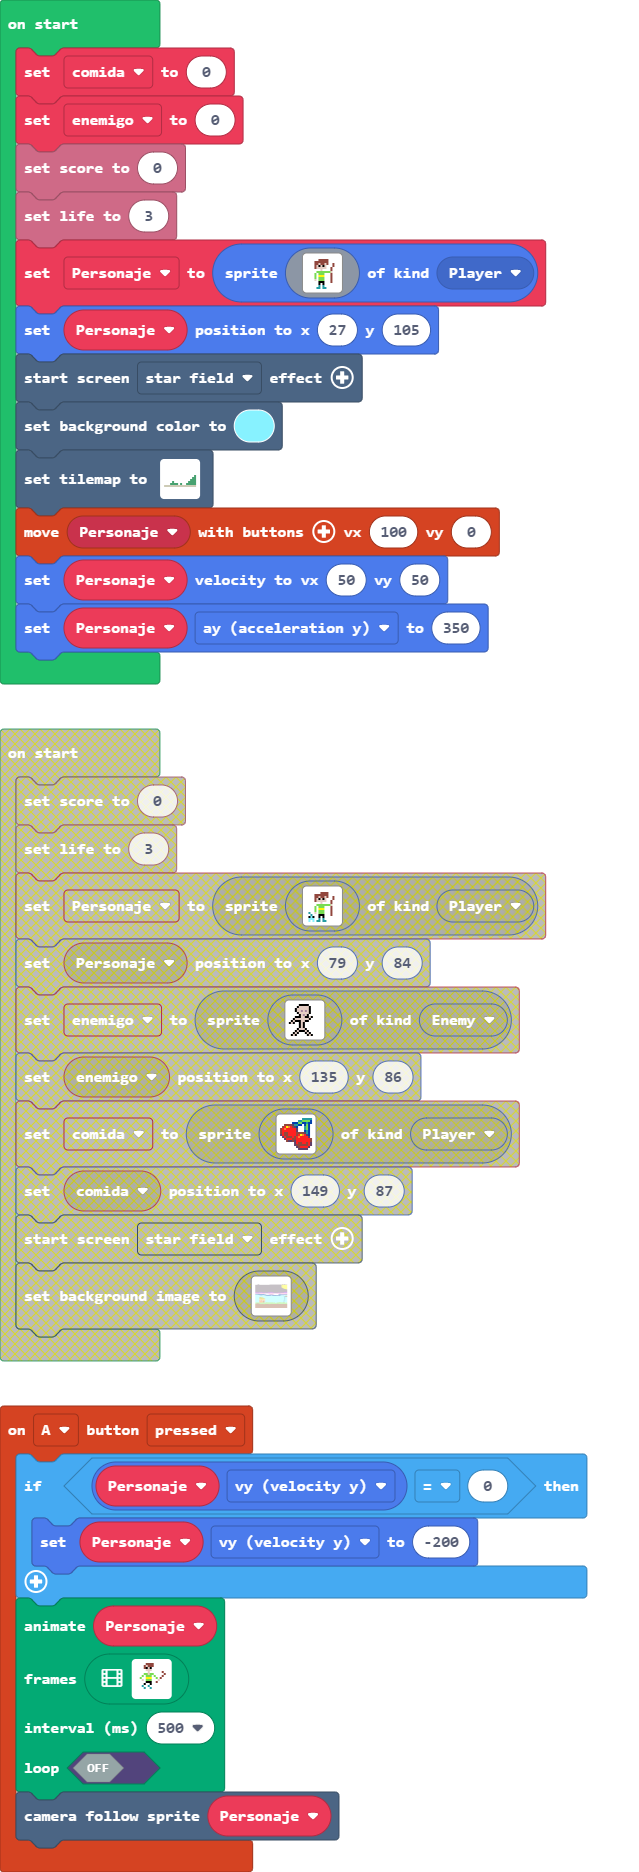 on start
set comida to 0
set enemigo to 0
set score to 0
set life to 3
set Personaje to sprite of kind Player
set Personaje position to x 27 y 105
start screen star field effect
set background color to
set tilemap to
move Personaje with buttons vx 100 vy 0
set Personaje velocity to vx 50 vy 50
set Personaje ay (acceleration y) to 350
on start
set score to 0
set life to 3
set Personaje to sprite of kind Player
set Personaje position to x 79 y 84
set enemigo to sprite of kind Enemy
set enemigo position to x 135 y 86
set comida to sprite of kind Player
set comida position to x 149 y 87
start screen star field effect
set background image to
on A button pressed
if Personaje vy (velocity y) = 0 then
set Personaje vy (velocity y) to -200
animate Personaje
frames
interval (ms) 500
loop OFF
camera follow sprite Personaje